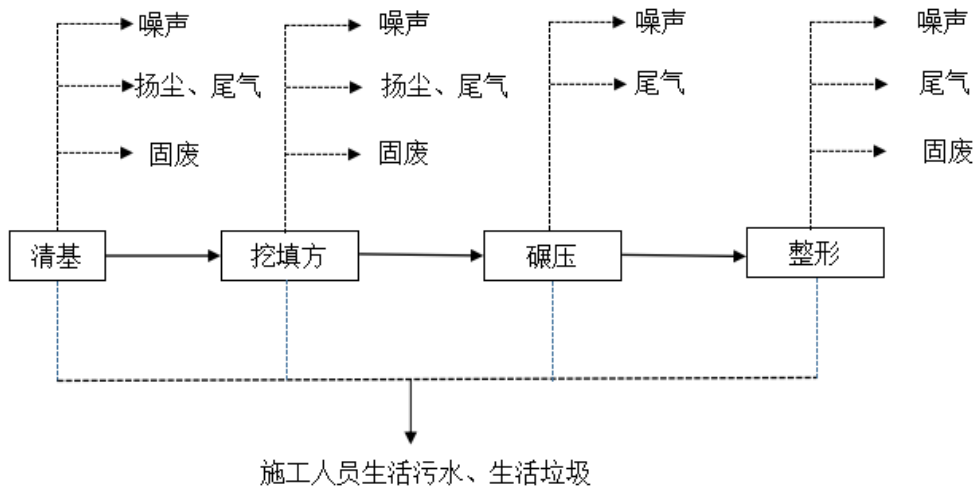 噪声
噪声
噪声
噪声
扬尘、尾气
扬尘、尾气
尾气
尾气
固废
固废
固废
清基
挖填方
碾压
整形
施工人员生活污水、生活垃圾